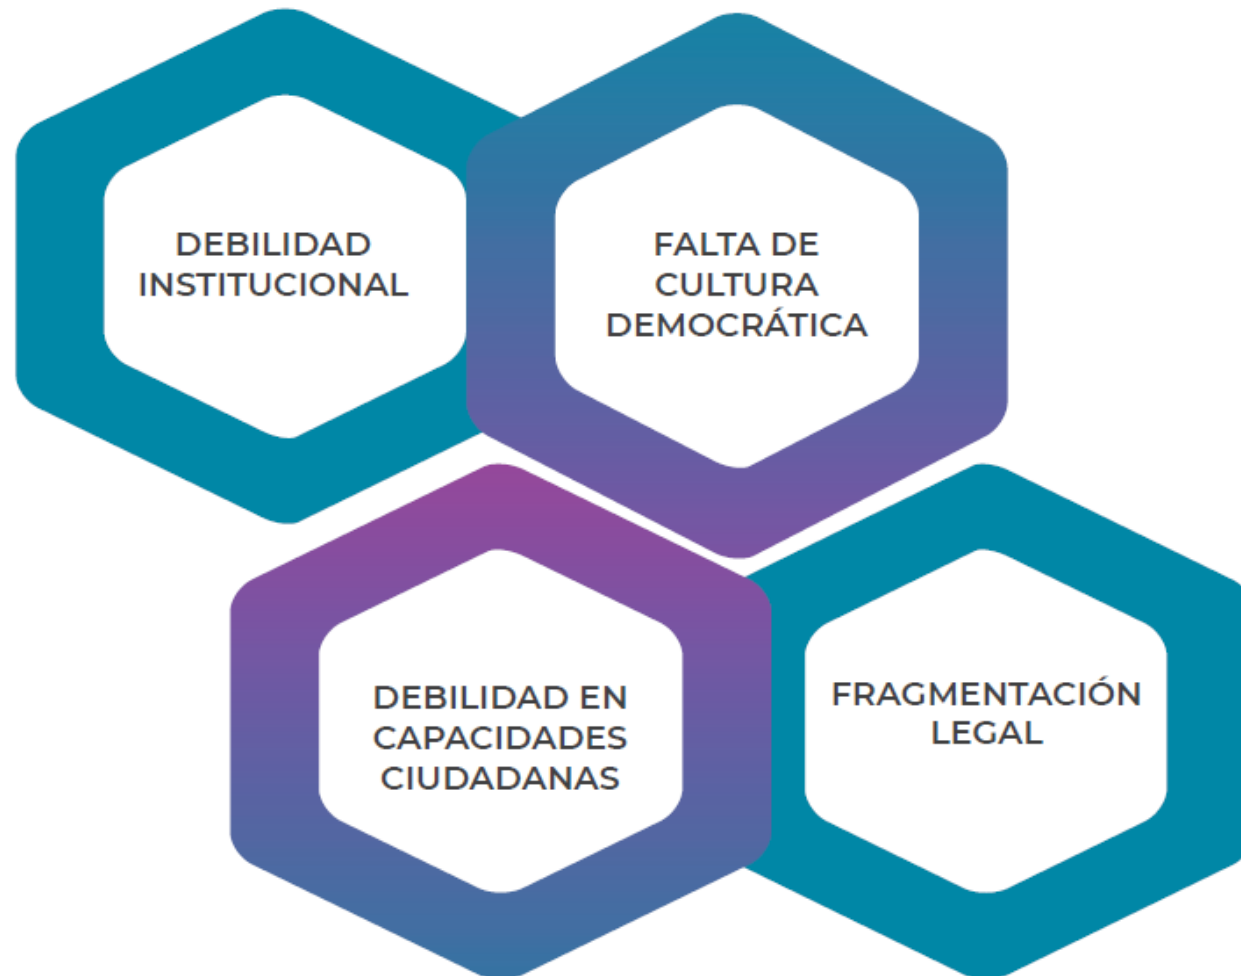 DEBILIDAD
INSTITUCIONAL
FALTA DE
CULTURA
DEMOCRÁTICA
DEBILIDAD EN
CAPACIDADES
CIUDADANAS
FRAGMENTACIÓN
LEGAL